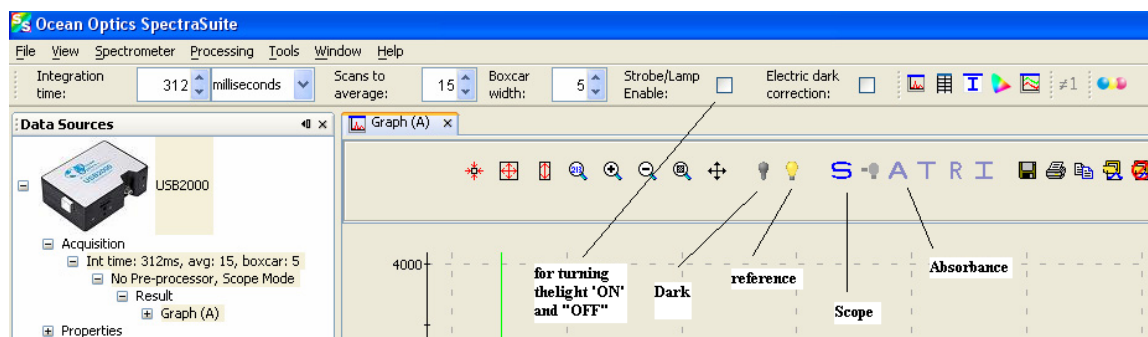 Ocean Optics SpectraSuite
File View Spectrometer Processing Tools Window Help
Integration time: 312 milliseconds Scans to average: 15 Boxcar width: 5 Strobe/Lamp Enable: Electric dark correction: ≠1
Data Sources
Graph (A)
USB2000
S A T R I
Acquisition
Int time: 312ms, avg: 15, boxcar: 5
No Pre-processor, Scope Mode
Result
Graph (A)
Properties
4000
for turning
thelight 'ON'
and "OFF"
Dark
reference
Scope
Absorbance